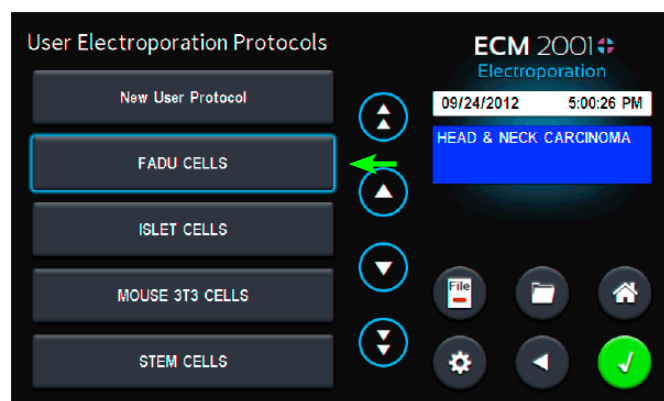 User Electroporation Protocols
New User Protocol
FADU CELLS
ISLET CELLS
MOUSE 3T3 CELLS
STEM CELLS
ECM 2001+
Electroporation
09/24/2012 5:00:26 PM
HEAD & NECK CARCINOMA
File